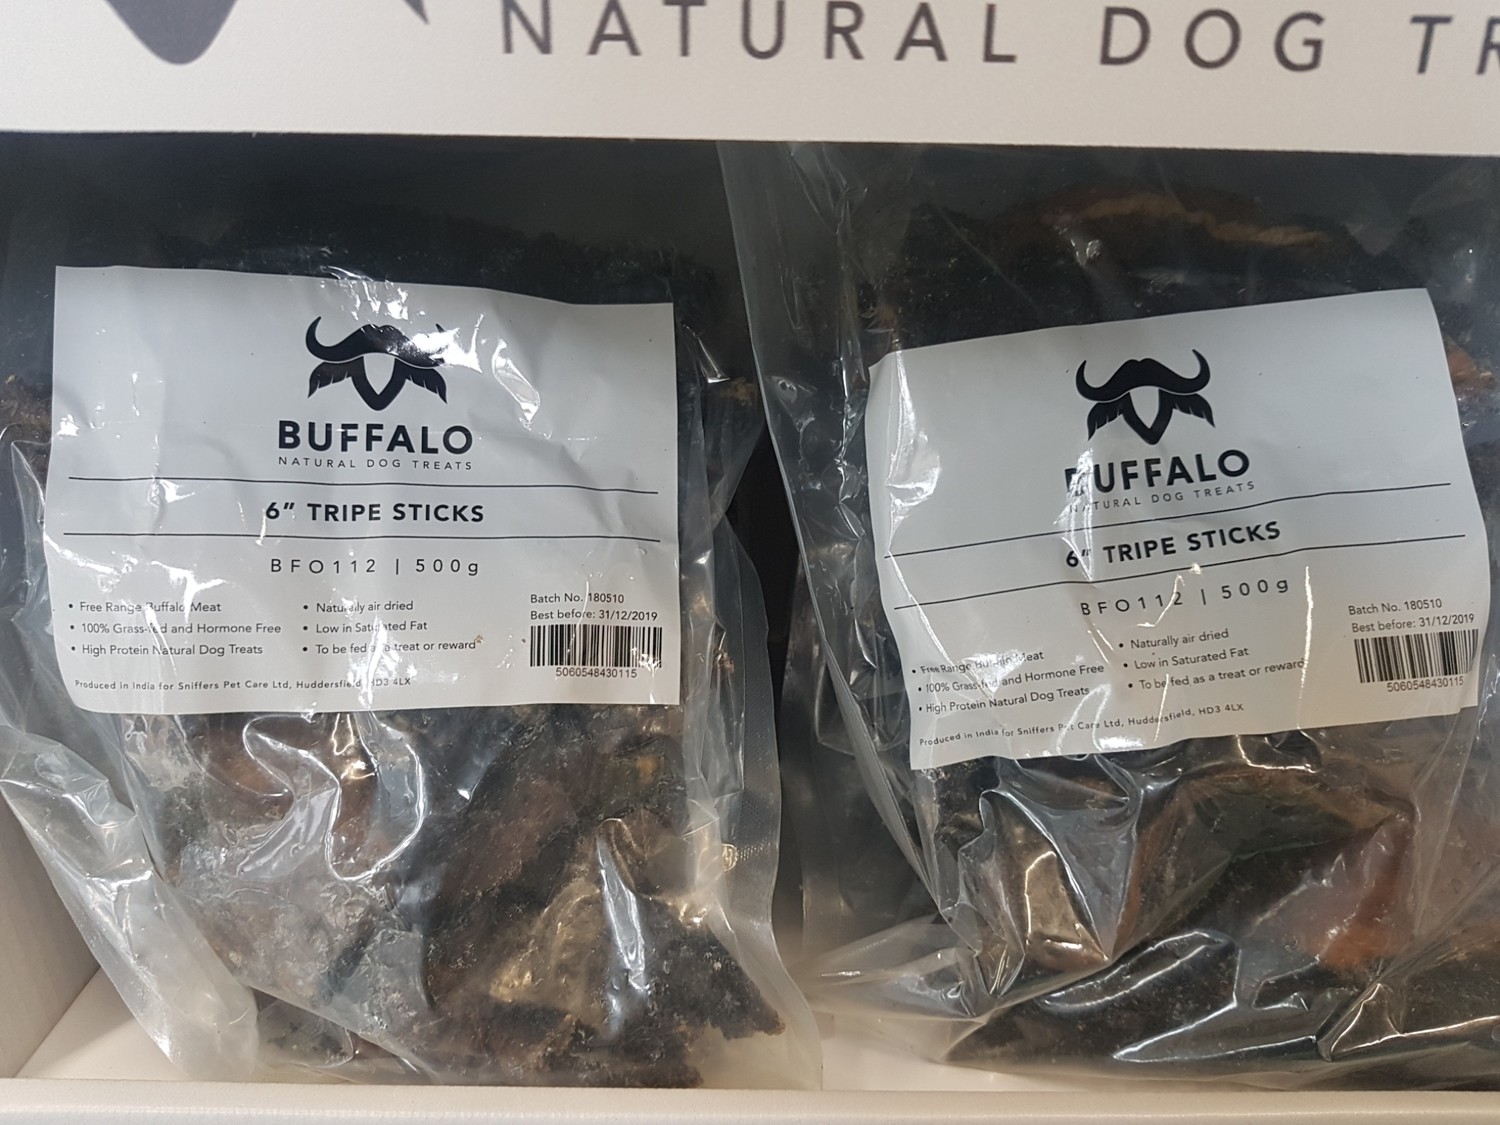 NATURAL DOG TR
BUFFALO
NATURAL DOG TREATS
6” TRIPE STICKS
BFO112 | 500g
• Free Range Buffalo Meat
• 100% Grass-fed and Hormone Free
• High Protein Natural Dog Treats
• Naturally air dried
• Low in Saturated Fat
• To be fed as a treat or reward
Batch No. 180510
Best before: 31/12/2019
5060548430115
Produced in India for Sniffers Pet Care Ltd, Huddersfield, HD3 4LX
BUFFALO
NATURAL DOG TREATS
6” TRIPE STICKS
BFO112 | 500g
• Free Range Buffalo Meat
• 100% Grass-fed and Hormone Free
• High Protein Natural Dog Treats
• Naturally air dried
• Low in Saturated Fat
• To be fed as a treat or reward
Batch No. 180510
Best before: 31/12/2019
5060548430115
Produced in India for Sniffers Pet Care Ltd, Huddersfield, HD3 4LX